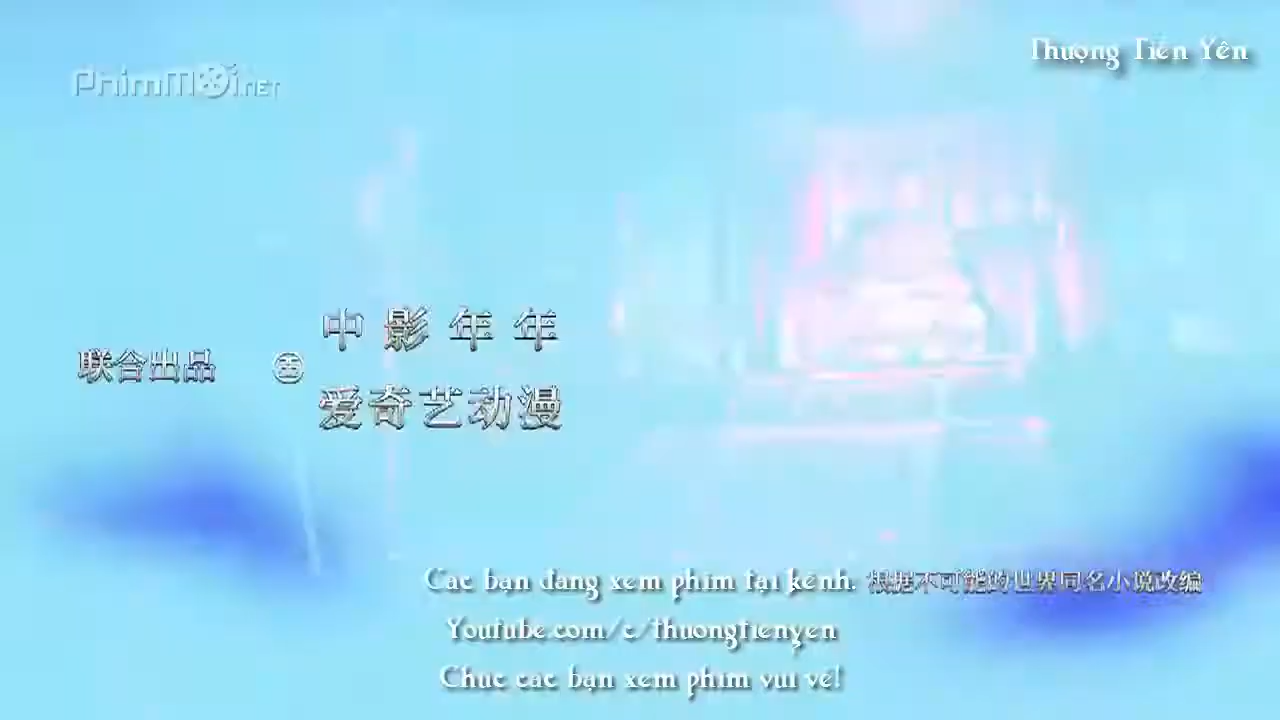 Thượng Tiên Yên
PhimMoi.NET
中影年年
联合出品
爱奇艺动漫
Các bạn đang xem phim tại kênh:
根据不可能的世界同名小说改编
Youtube.com/c/thuongtienyen
Chúc các bạn xem phim vui vẻ!